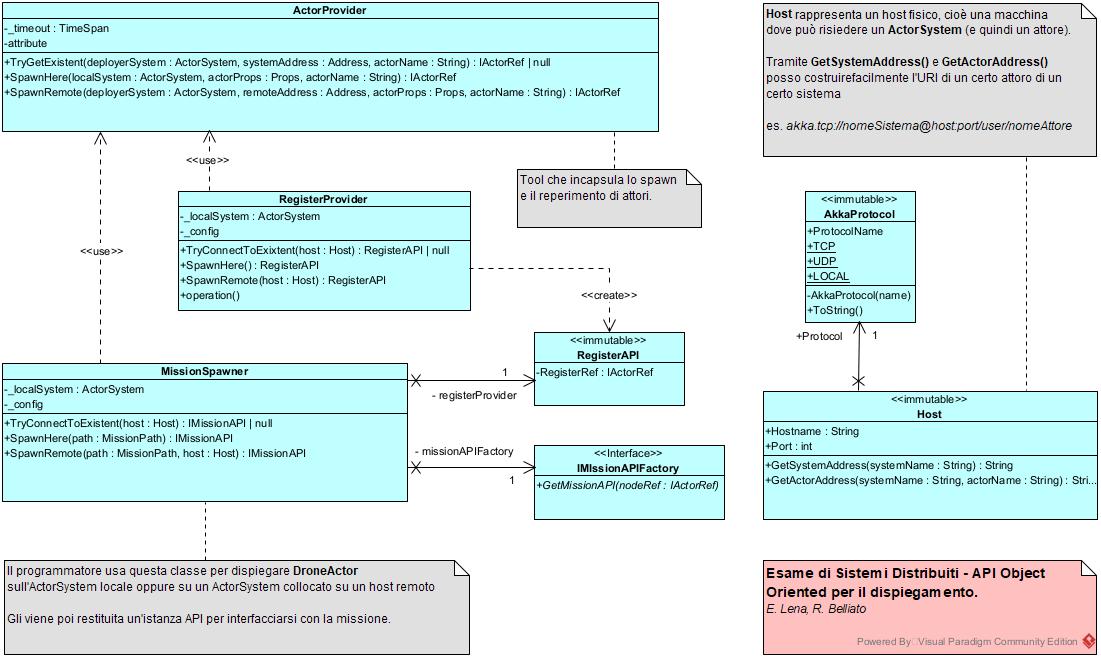 ActorProvider
-_timeout : TimeSpan
-attribute
+TryGetExistent(deployerSystem : ActorSystem, systemAddress : Address, actorName : String) : IActorRef | null
+SpawnHere(localSystem : ActorSystem, actorProps : Props, actorName : String) : IActorRef
+SpawnRemote(deployerSystem : ActorSystem, remoteAddress : Address, actorProps : Props, actorName : String) : IActorRef
Host rappresenta un host fisico, cioè una macchina
dove può risiedere un ActorSystem (e quindi un attore).
Tramite GetSystemAddress() e GetActorAddress()
posso costruirefacilmente l'URI di un certo attoro di un
certo sistema
es. akka.tcp://nomeSistema@host:port/user/nomeAttore
<<use>>
Tool che incapsula lo spawn
e il reperimento di attori.
RegisterProvider
-_localSystem : ActorSystem
-_config
+TryConnectToExixtent(host : Host) : RegisterAPI | null
+SpawnHere() : RegisterAPI
+SpawnRemote(host : Host) : RegisterAPI
+operation()
<<immutable>>
AkkaProtocol
+ProtocolName
+TCP
+UDP
+LOCAL
-AkkaProtocol(name)
+ToString()
<<use>>
<<create>>
+Protocol
1
<<immutable>>
RegisterAPI
-RegisterRef : IActorRef
MissionSpawner
-_localSystem : ActorSystem
-_config
+TryConnectToExistent(host : Host) : IMissionAPI | null
+SpawnHere(path : MissionPath) : IMissionAPI
+SpawnRemote(path : MissionPath, host : Host) : IMissionAPI
1
- registerProvider
- missionAPIFactory
1
<<Interface>>
IMIssionAPIFactory
+GetMissionAPI(nodeRef : IActorRef)
<<immutable>>
Host
+Hostname : String
+Port : int
+GetSystemAddress(systemName : String) : String
+GetActorAddress(systemName : String, actorName : String) : Stri...
Il programmatore usa questa classe per dispiegare DroneActor
sull'ActorSystem locale oppure su un ActorSystem collocato su un host remoto
Gli viene poi restituita un'istanza API per interfacciarsi con la missione.
Esame di Sistemi Distribuiti - API Object
Oriented per il dispiegamento.
E. Lena, R. Belliato
Powered By Visual Paradigm Community Edition